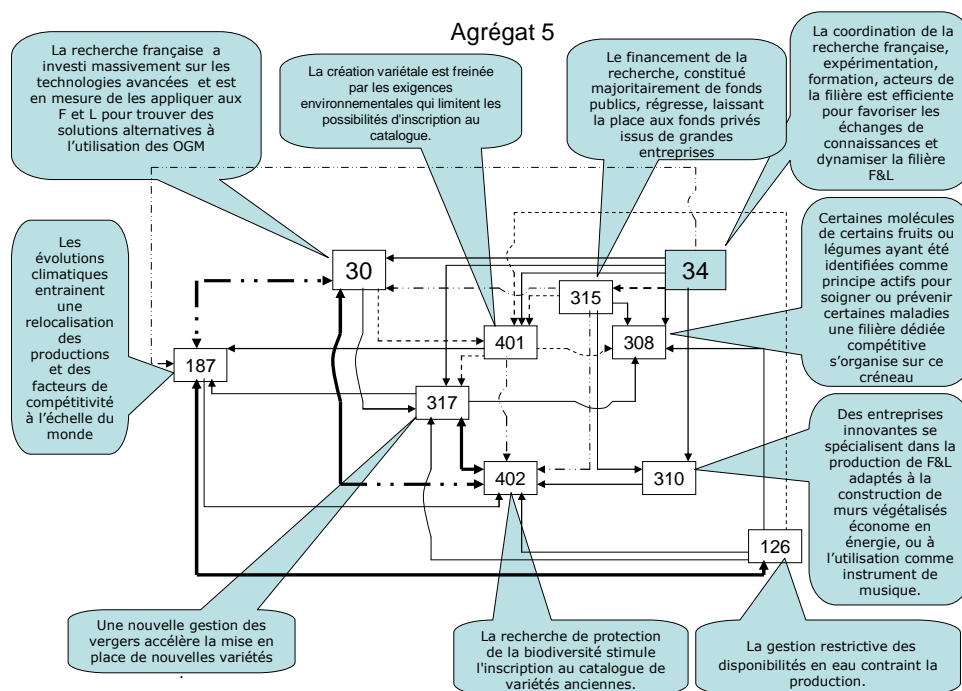 Agrégat 5
La recherche française a
investi massivement sur les
technologies avancées et est
en mesure de les appliquer aux
F et L pour trouver des
solutions alternatives à
l'utilisation des OGM
La création variétale est freinée
par les exigences
environnementales qui limitent les
possibilités d'inscription au
catalogue.
Le financement de la
recherche, constitué
majoritairement de fonds
publics, régresse, laissant
la place aux fonds privés
issus de grandes
entreprises
La coordination de la
recherche française,
expérimentation,
formation, acteurs de
la filière est efficiente
pour favoriser les
échanges de
connaissances et
dynamiser la filière
F&L
Les
évolutions
climatiques
entrainent
une
relocalisation
des
productions
et des
facteurs de
compétitivité
à l'échelle du
monde
30
34
315
401
308
187
317
402
310
126
Certaines molécules
de certains fruits ou
légumes ayant été
identifiées comme
principe actifs pour
soigner ou prévenir
certaines maladies
une filière dédiée
compétitive
s'organise sur ce
créneau
Des entreprises
innovantes se
spécialisent dans la
production de F&L
adaptés à la
construction de
murs végétalisés
économe en
énergie, ou à
l'utilisation comme
instrument de
musique.
Une nouvelle gestion des
vergers accélère la mise en
place de nouvelles variétés
.
La recherche de protection
de la biodiversité stimule
l'inscription au catalogue de
variétés anciennes.
La gestion restrictive des
disponibilités en eau contraint la
production.